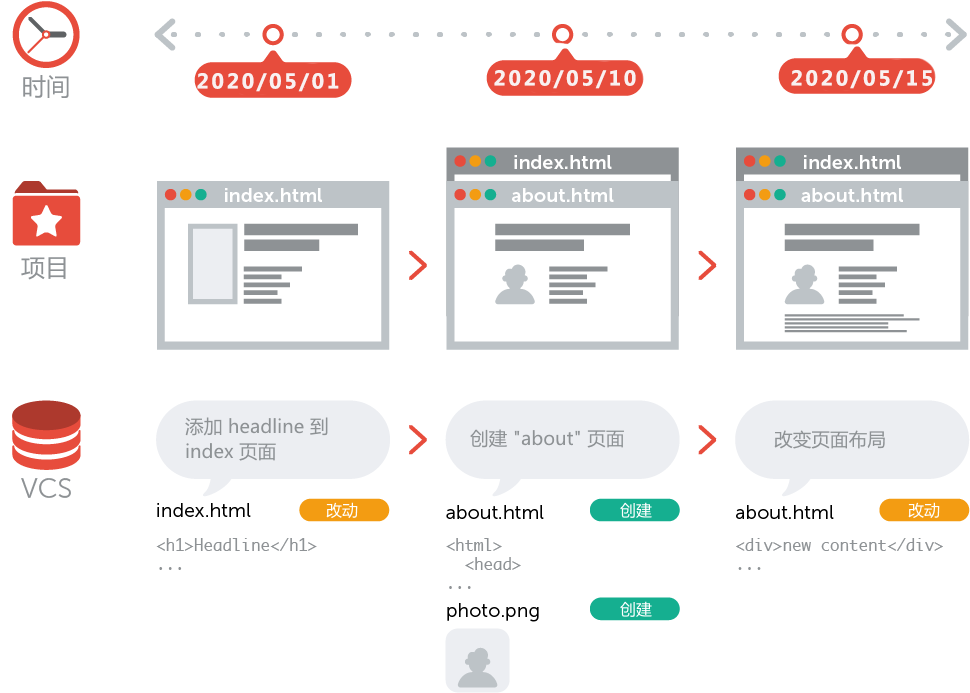 时间
2020/05/01
2020/05/10
2020/05/15
项目
index.html
index.html
about.html
index.html
about.html
VCS
添加 headline 到
index 页面
创建 "about" 页面
改变页面布局
index.html 改动
<h1>Headline</h1>
...
about.html 创建
<html>
<head>
...
photo.png 创建
about.html 改动
<div>new content</div>
...